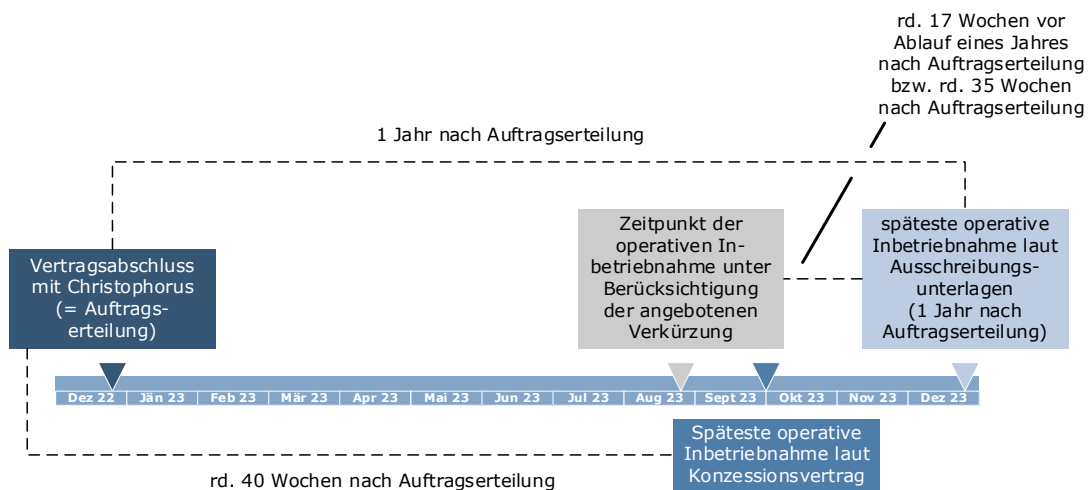 rd. 17 Wochen vor
Ablauf eines Jahres
nach Auftragserteilung
bzw. rd. 35 Wochen
nach Auftragserteilung
1 Jahr nach Auftragserteilung
Vertragsabschluss
mit Christophorus
(= Auftrags-
erteilung)
Zeitpunkt der
operativen In-
betriebnahme unter
Berücksichtigung
der angebotenen
Verkürzung
späteste operative
Inbetriebnahme laut
Ausschreibungs-
unterlagen
(1 Jahr nach
Auftragserteilung)
Dez 22 Jän 23 Feb 23 Mär 23 Apr 23 Mai 23 Jun 23 Jul 23 Aug 23 Sept 23 Okt 23 Nov 23 Dez 23
Späteste operative
Inbetriebnahme laut
Konzessionsvertrag
rd. 40 Wochen nach Auftragserteilung